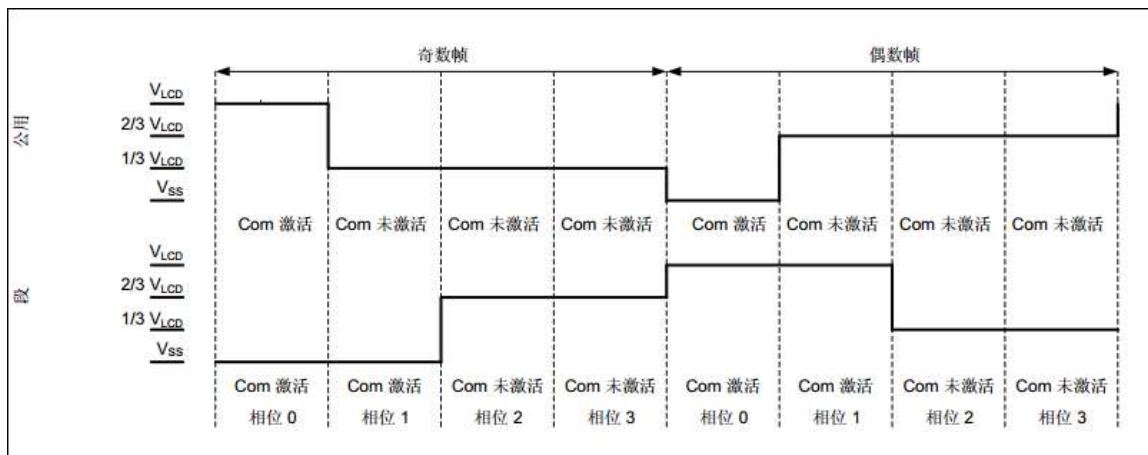 奇数帧 偶数帧
公用
VLCD
2/3 VLCD
1/3 VLCD
VSS
Com 激活 Com 未激活 Com 未激活 Com 未激活 Com 激活 Com 未激活 Com 未激活 Com 未激活
段
VLCD
2/3 VLCD
1/3 VLCD
VSS
Com 激活 Com 激活 Com 未激活 Com 未激活 Com 激活 Com 激活 Com 未激活 Com 未激活
相位 0 相位 1 相位 2 相位 3 相位 0 相位 1 相位 2 相位 3